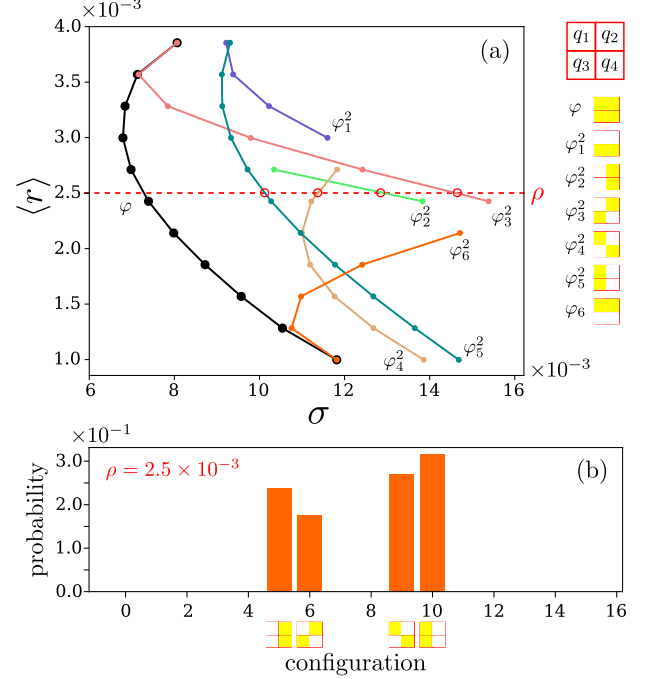 ×10⁻³
4.0
3.5
3.0
2.5
2.0
1.5
1.0
⟨r⟩
(a)
φ
φ₁²
φ₂²
φ₃²
φ₆²
φ₄²
φ₅²
ρ
6 8 10 12 14 16
×10⁻³
σ
q₁ q₂
q₃ q₄
φ
φ₁²
φ₂²
φ₃²
φ₄²
φ₅²
φ₆
×10⁻¹
3.0
1.0
0.0
probability
ρ = 2.5 × 10⁻³
(b)
0 2 4 6 8 10 12 14 16
configuration